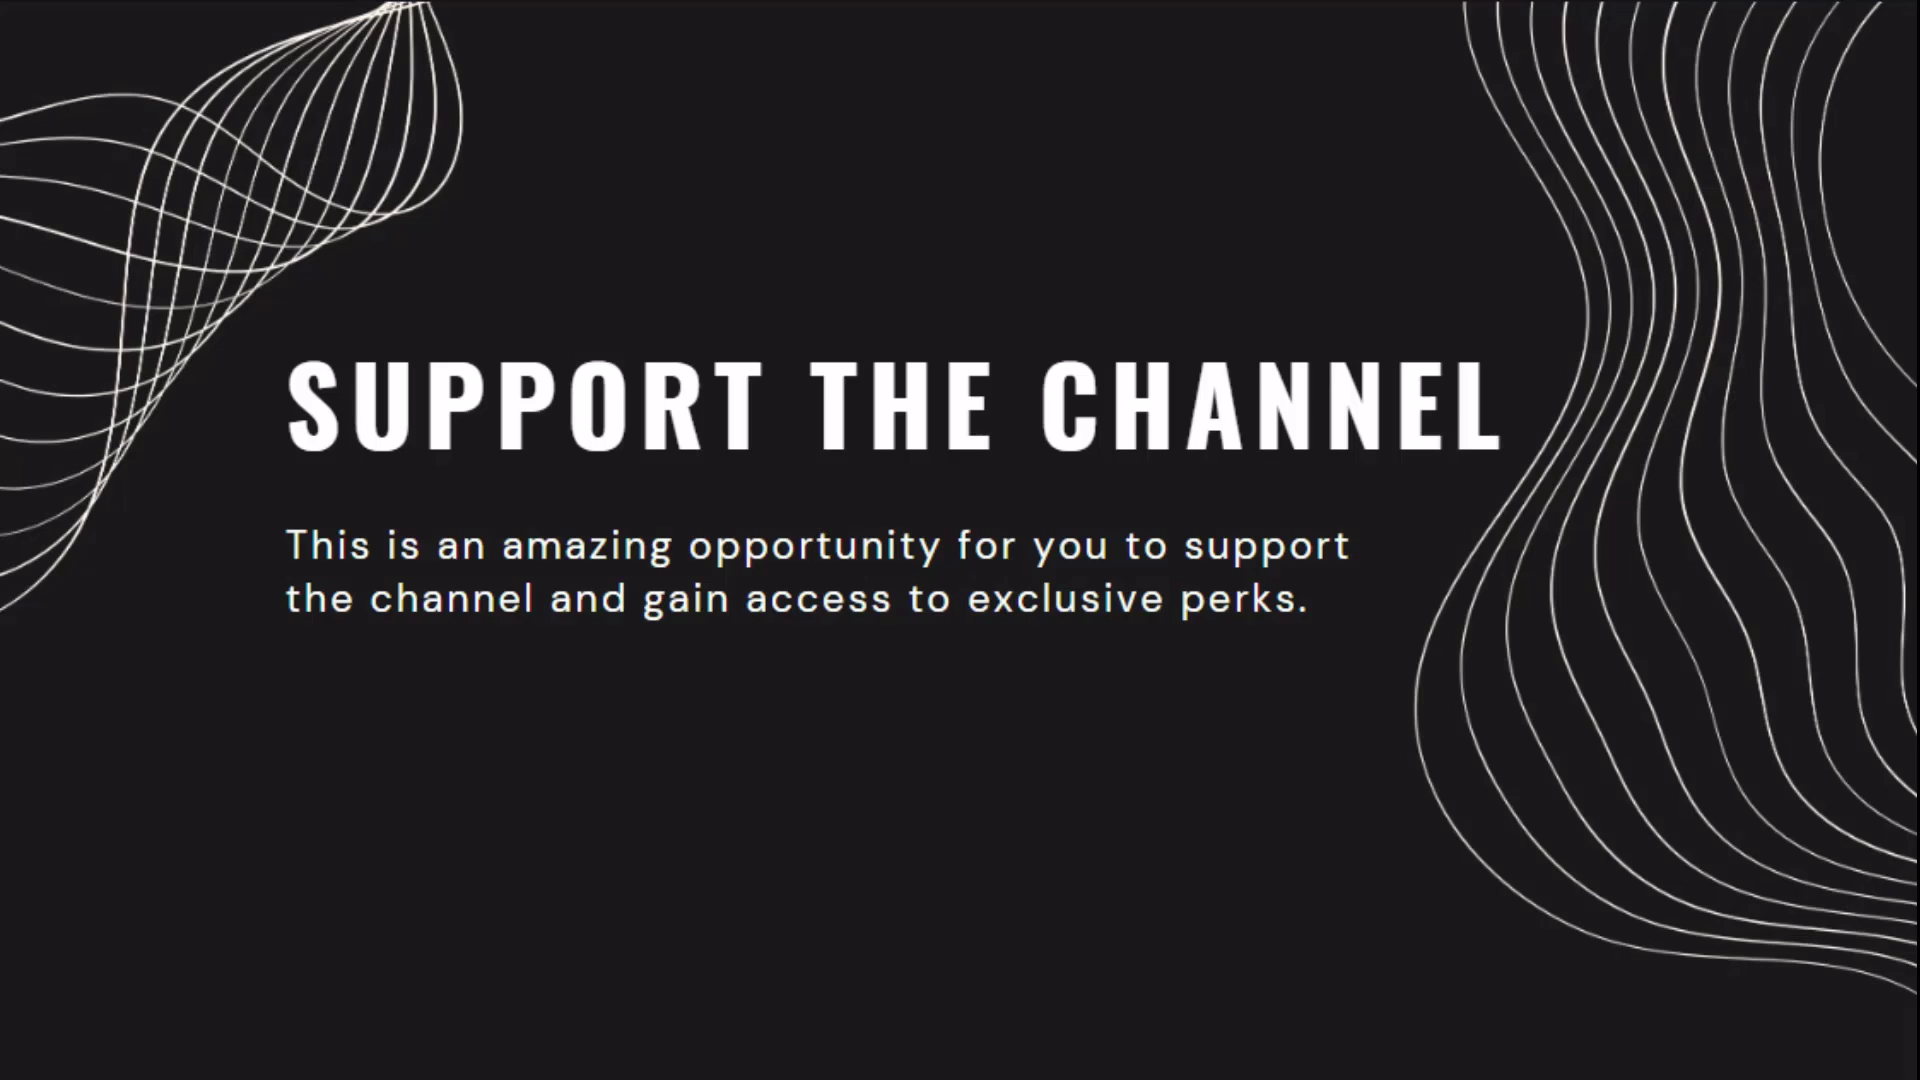 SUPPORT THE CHANNEL
This is an amazing opportunity for you to support
the channel and gain access to exclusive perks.